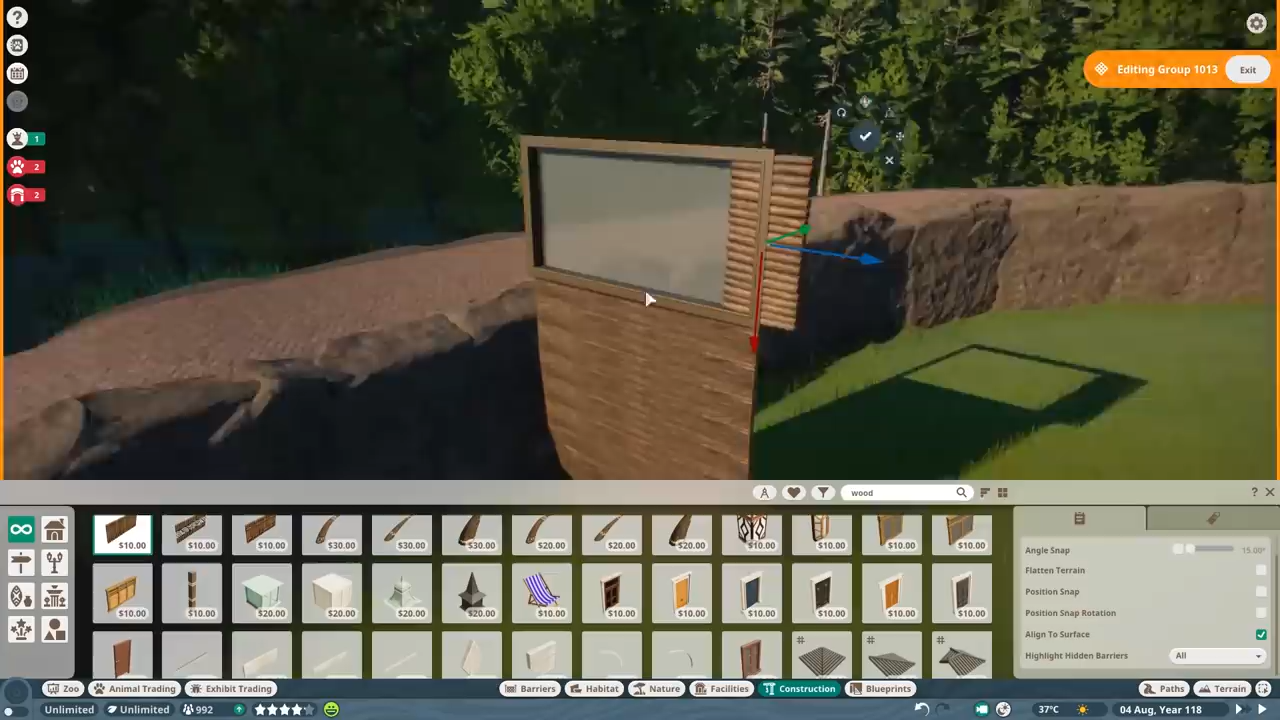 ?
Editing Group 1013 Exit
1
2
2
wood
? ×
$10.00 $10.00 $10.00 $30.00 $30.00 $30.00 $20.00 $20.00 $20.00 $10.00 $10.00 $10.00 $10.00
$10.00 $10.00 $20.00 $20.00 $20.00 $20.00 $10.00 $10.00 $10.00 $10.00 $10.00 $10.00 $10.00
# # #
Angle Snap 15.00°
Flatten Terrain
Position Snap
Position Snap Rotation
Align To Surface
Highlight Hidden Barriers All
Zoo Animal Trading Exhibit Trading Barriers Habitat Nature Facilities Construction Blueprints Paths Terrain
Unlimited Unlimited 992 37°C 04 Aug, Year 118